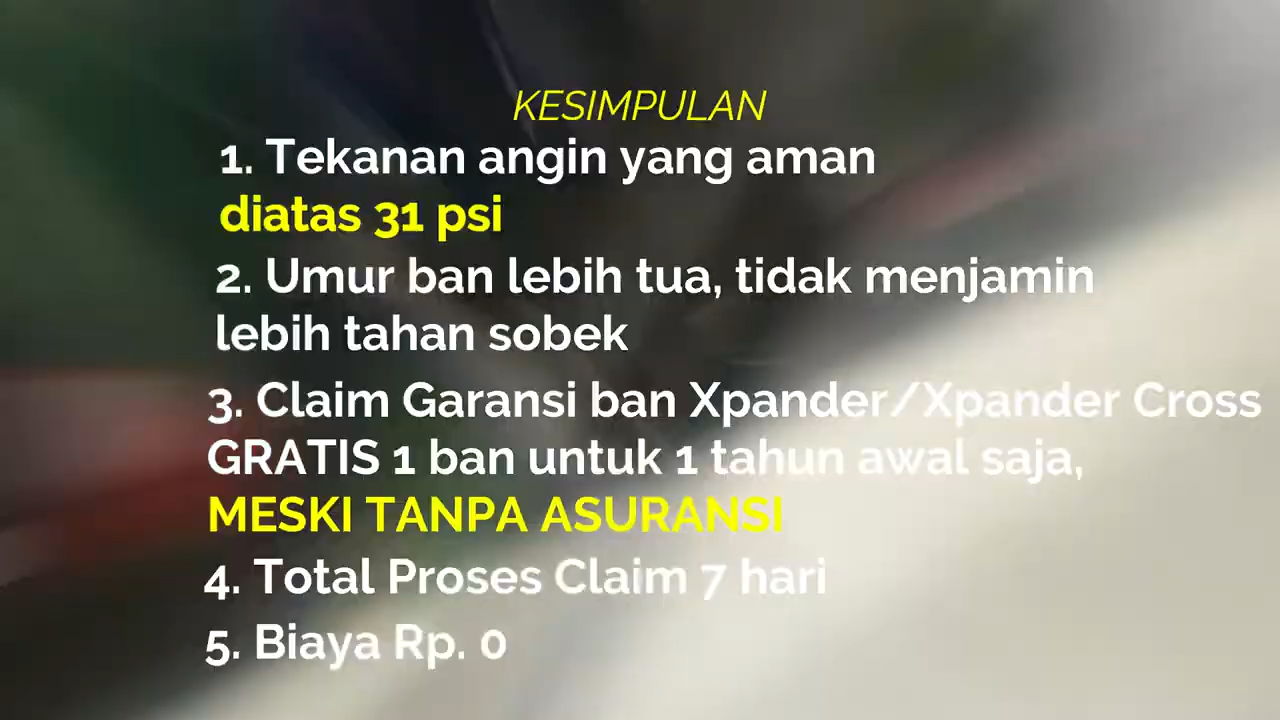 KESIMPULAN
1. Tekanan angin yang aman
diatas 31 psi
2. Umur ban lebih tua, tidak menjamin
lebih tahan sobek
3. Claim Garansi ban Xpander/Xpander Cross
GRATIS 1 ban untuk 1 tahun awal saja,
MESKI TANPA ASURANSI
4. Total Proses Claim 7 hari
5. Biaya Rp. 0